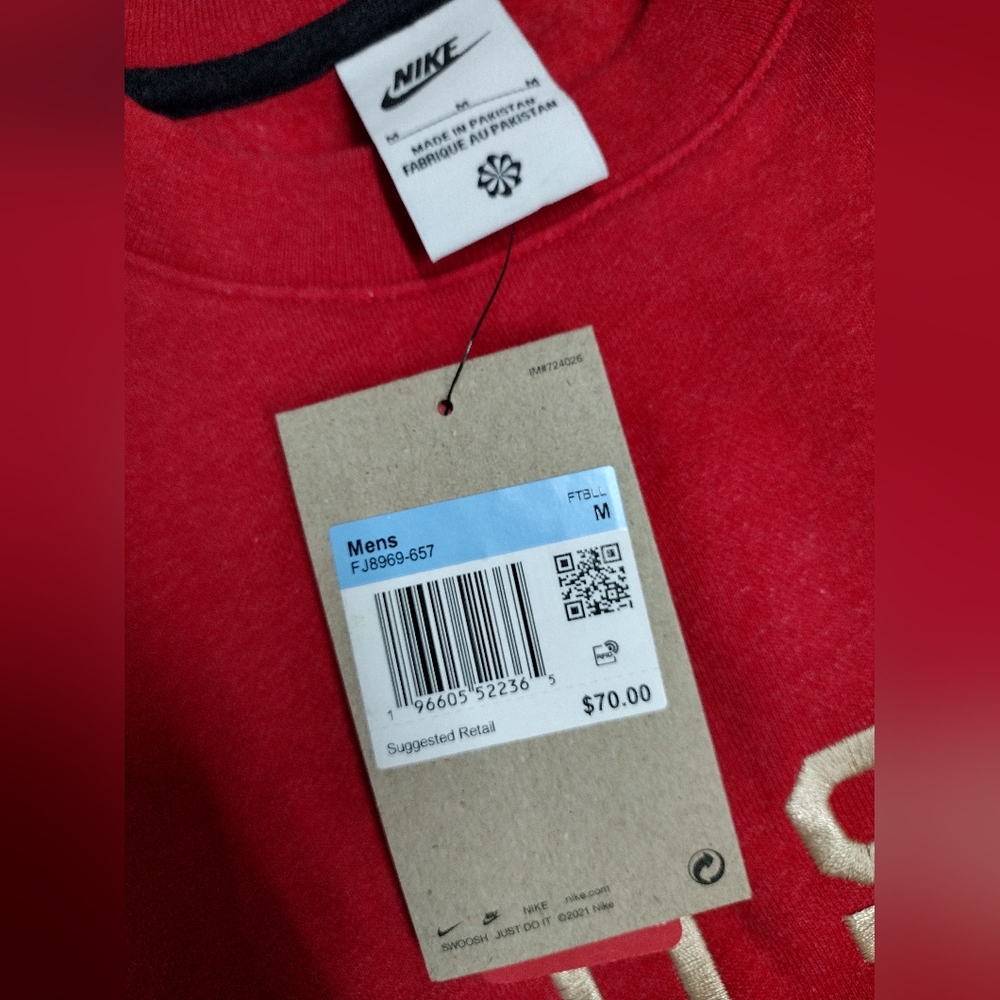 NIKE
M M M
MADE IN PAKISTAN
FABRIQUE AU PAKISTAN
IM#724026
FTBLL
Mens M
FJ8969-657
RFID
1 96605 52236 5
$70.00
Suggested Retail
NIKE nike.com
SWOOSH JUST DO IT ©2021 Nike